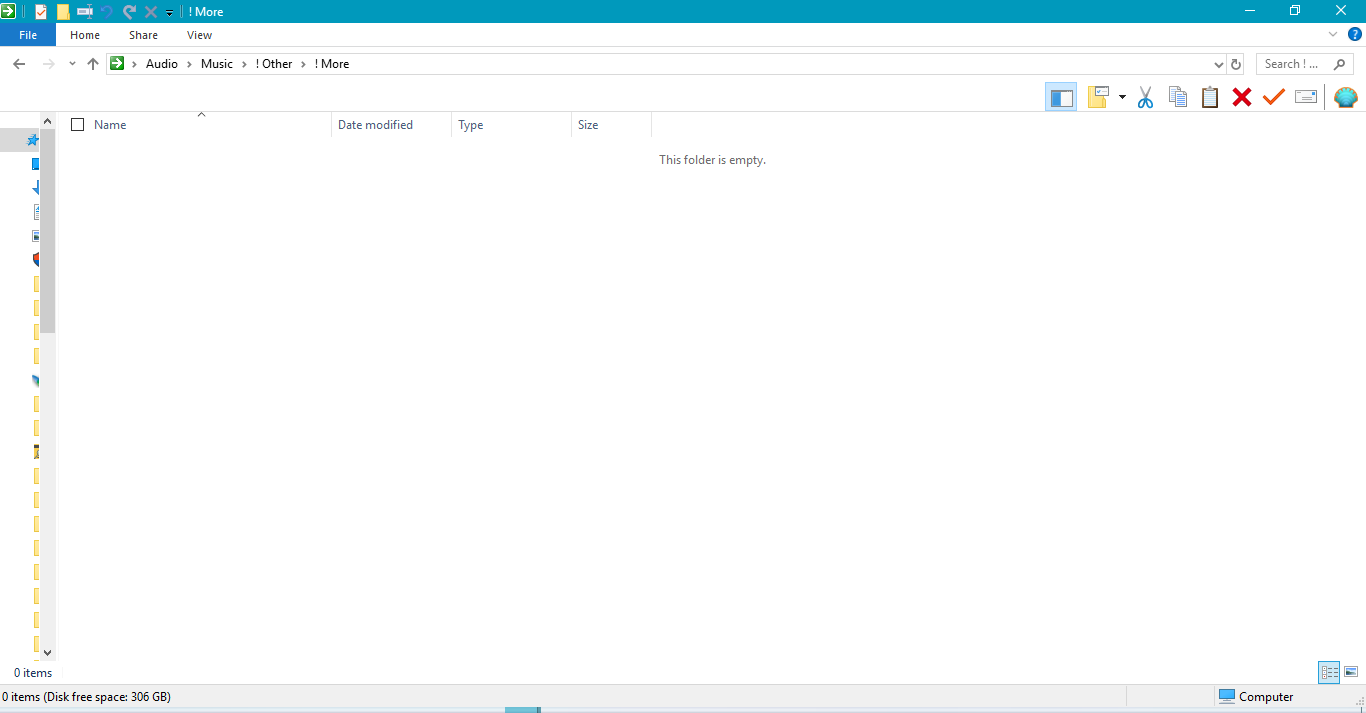 ! More
File Home Share View
Audio Music ! Other ! More
Search ! ...
Name Date modified Type Size
This folder is empty.
0 items
0 items (Disk free space: 306 GB) Computer